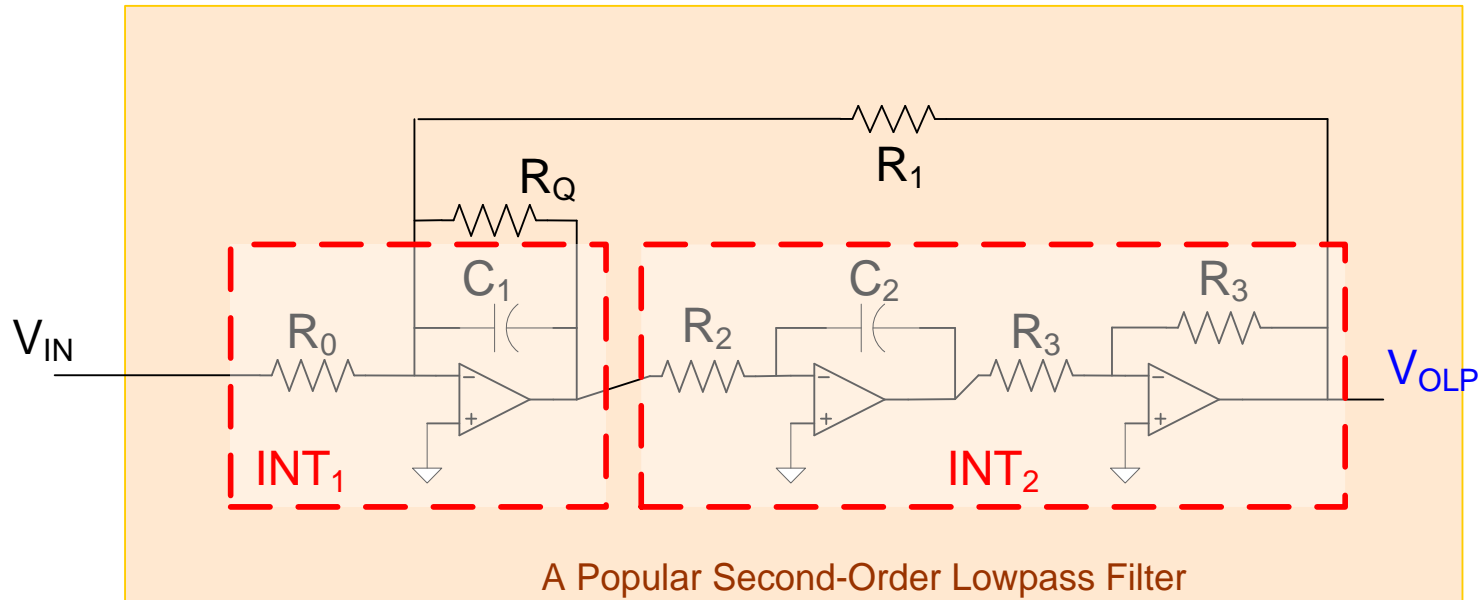 R1
RQ
C1
C2
R3
VIN
R0
R2
R3
VOLP
−
+
−
+
−
+
INT1
INT2
A Popular Second-Order Lowpass Filter